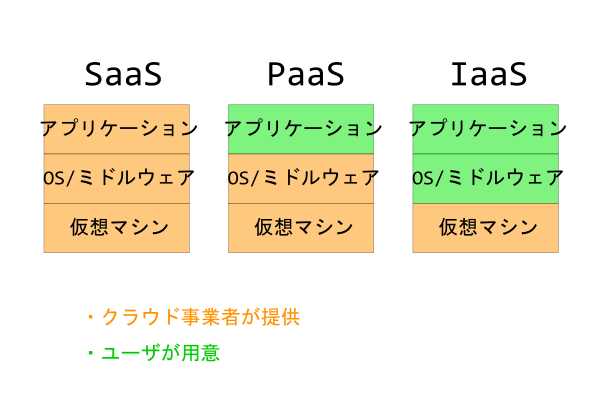 SaaS
アプリケーション
OS/ミドルウェア
仮想マシン
PaaS
アプリケーション
OS/ミドルウェア
仮想マシン
IaaS
アプリケーション
OS/ミドルウェア
仮想マシン
・クラウド事業者が提供
・ユーザが用意